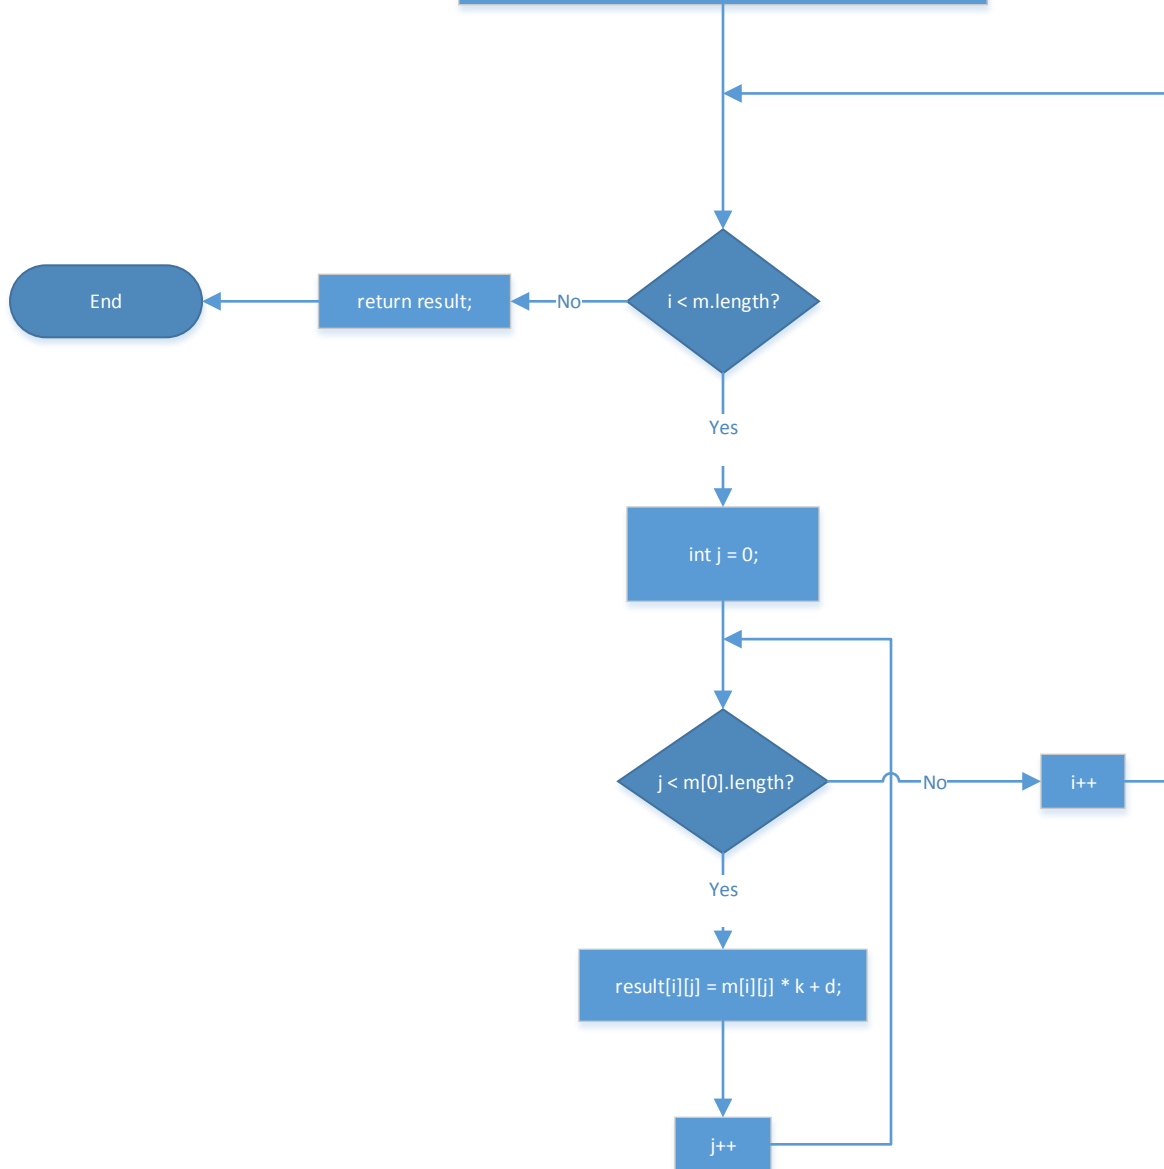 i < m.length?
No
return result;
End
Yes
int j = 0;
j < m[0].length?
No
i++
Yes
result[i][j] = m[i][j] * k + d;
j++